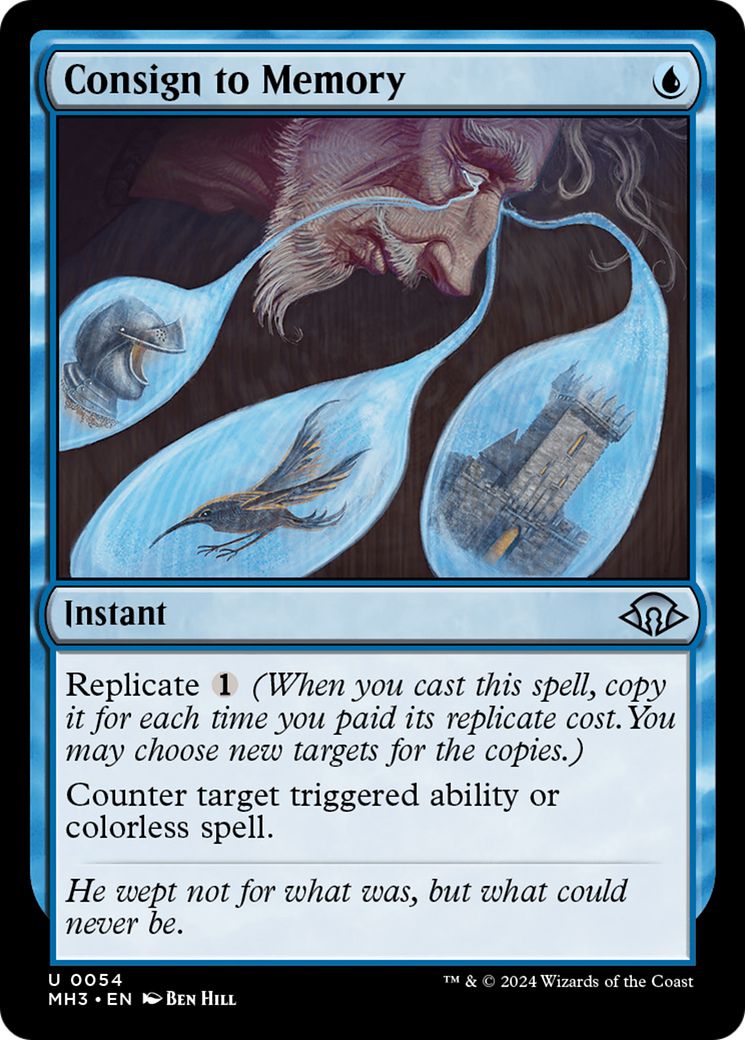 Consign to Memory
Instant
Replicate 1 (When you cast this spell, copy
it for each time you paid its replicate cost. You
may choose new targets for the copies.)
Counter target triggered ability or
colorless spell.
He wept not for what was, but what could
never be.
U 0054
MH3 • EN Ben Hill
™ & © 2024 Wizards of the Coast